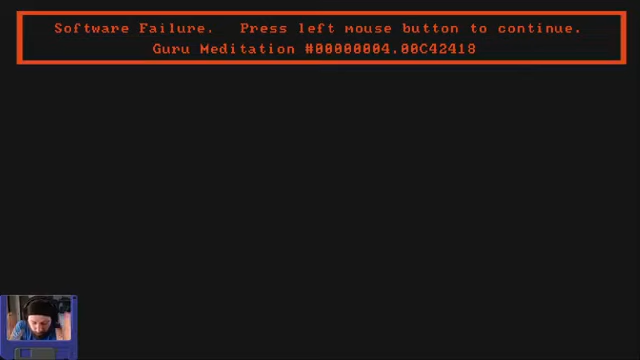 Software Failure.   Press left mouse button to continue.
Guru Meditation #00000004.00C42418